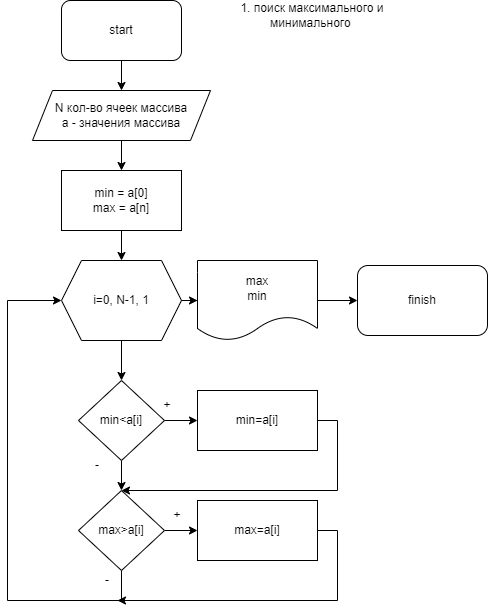 1. поиск максимального и
минимального
start
N кол-во ячеек массива
a - значения массива
min = a[0]
max = a[n]
i=0, N-1, 1
max
min
finish
min<a[i]
+
min=a[i]
-
max>a[i]
+
max=a[i]
-